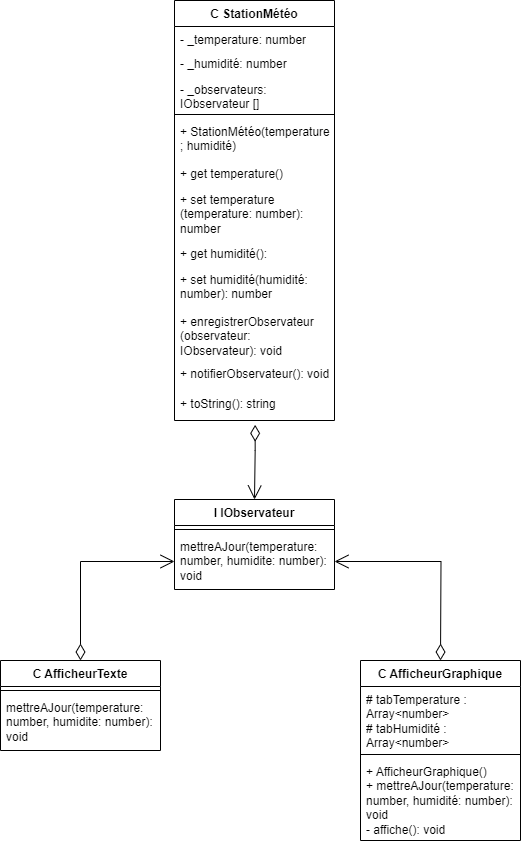 C StationMétéo
- _temperature: number
- _humidité: number
- _observateurs:
IObservateur []
+ StationMétéo(temperature
; humidité)
+ get temperature()
+ set temperature
(temperature: number):
number
+ get humidité():
+ set humidité(humidité:
number): number
+ enregistrerObservateur
(observateur:
IObservateur): void
+ notifierObservateur(): void
+ toString(): string
I IObservateur
mettreAJour(temperature:
number, humidite: number):
void
C AfficheurTexte
mettreAJour(temperature:
number, humidite: number):
void
C AfficheurGraphique
# tabTemperature :
Array<number>
# tabHumidité :
Array<number>
+ AfficheurGraphique()
+ mettreAJour(temperature:
number, humidité: number):
void
- affiche(): void